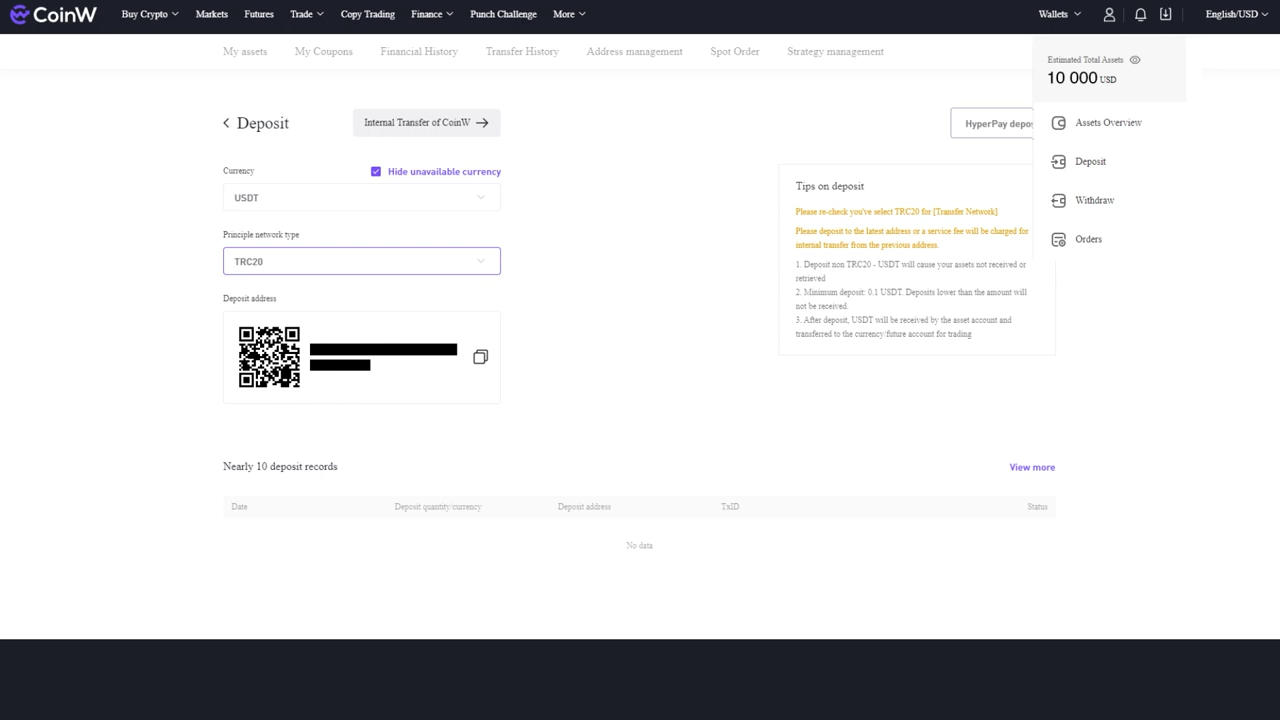 CoinW
Buy Crypto Markets Futures Trade Copy Trading Finance Punch Challenge More Wallets English/USD
My assets My Coupons Financial History Transfer History Address management Spot Order Strategy management
Estimated Total Assets
10 000 USD
Assets Overview
Deposit
Withdraw
Orders
Deposit
Internal Transfer of CoinW
HyperPay depos
Currency
Hide unavailable currency
USDT
Principle network type
TRC20
Deposit address
Tips on deposit
Please re-check you've select TRC20 for [Transfer Network]
Please deposit to the latest address or a service fee will be charged for
internal transfer from the previous address.
1. Deposit non TRC20 - USDT will cause your assets not received or
retrieved
2. Minimum deposit: 0.1 USDT. Deposits lower than the amount will
not be received.
3. After deposit, USDT will be received by the asset account and
transferred to the currency/future account for trading
Nearly 10 deposit records
View more
Date Deposit quantity/currency Deposit address TxID Status
No data